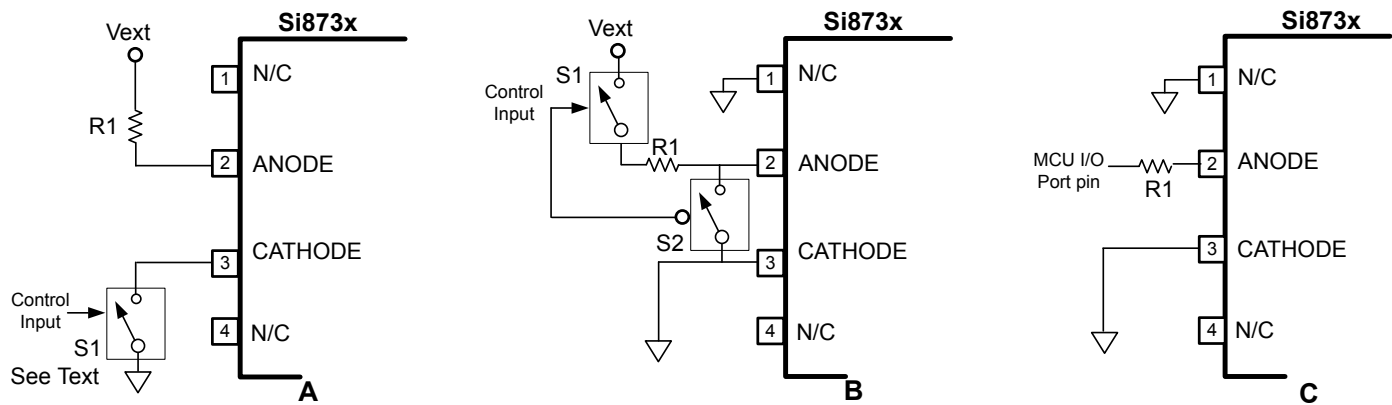 Si873x
Vext
R1
1
N/C
2
ANODE
3
CATHODE
4
N/C
Control
Input
S1
See Text
A
Si873x
Vext
S1
Control
Input
R1
S2
1
N/C
2
ANODE
3
CATHODE
4
N/C
B
Si873x
1
N/C
MCU I/O
Port pin
R1
2
ANODE
3
CATHODE
4
N/C
C